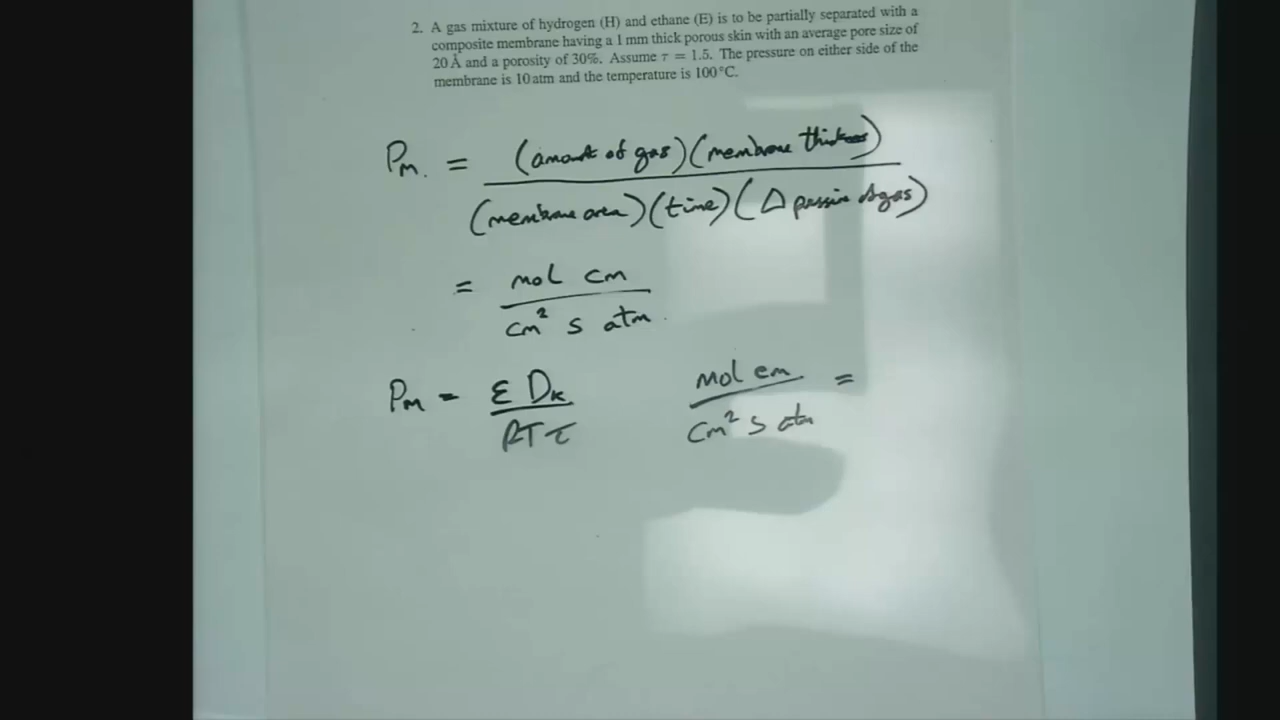 2. A gas mixture of hydrogen (H) and ethane (E) is to be partially separated with a
composite membrane having a 1 mm thick porous skin with an average pore size of
20 Å and a porosity of 30%. Assume τ = 1.5. The pressure on either side of the
membrane is 10 atm and the temperature is 100°C.
Pm. = (amount of gas)(membrane thickness)
(membrane area)(time)(Δ pressure of gas)
= mol cm
cm² s atm.
Pm = ε Dk mol cm =
RT τ cm² s atm